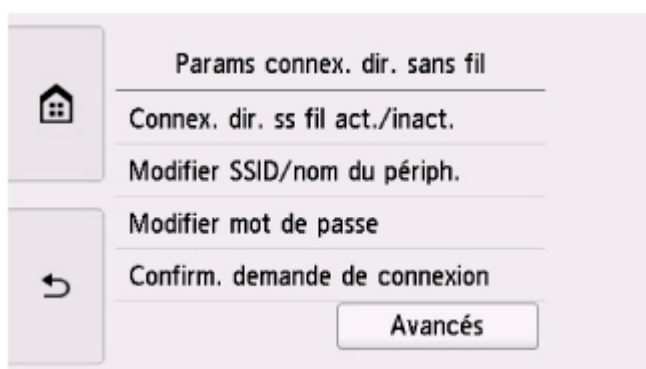 Params connex. dir. sans fil
Connex. dir. ss fil act./inact.
Modifier SSID/nom du périph.
Modifier mot de passe
Confirm. demande de connexion
Avancés